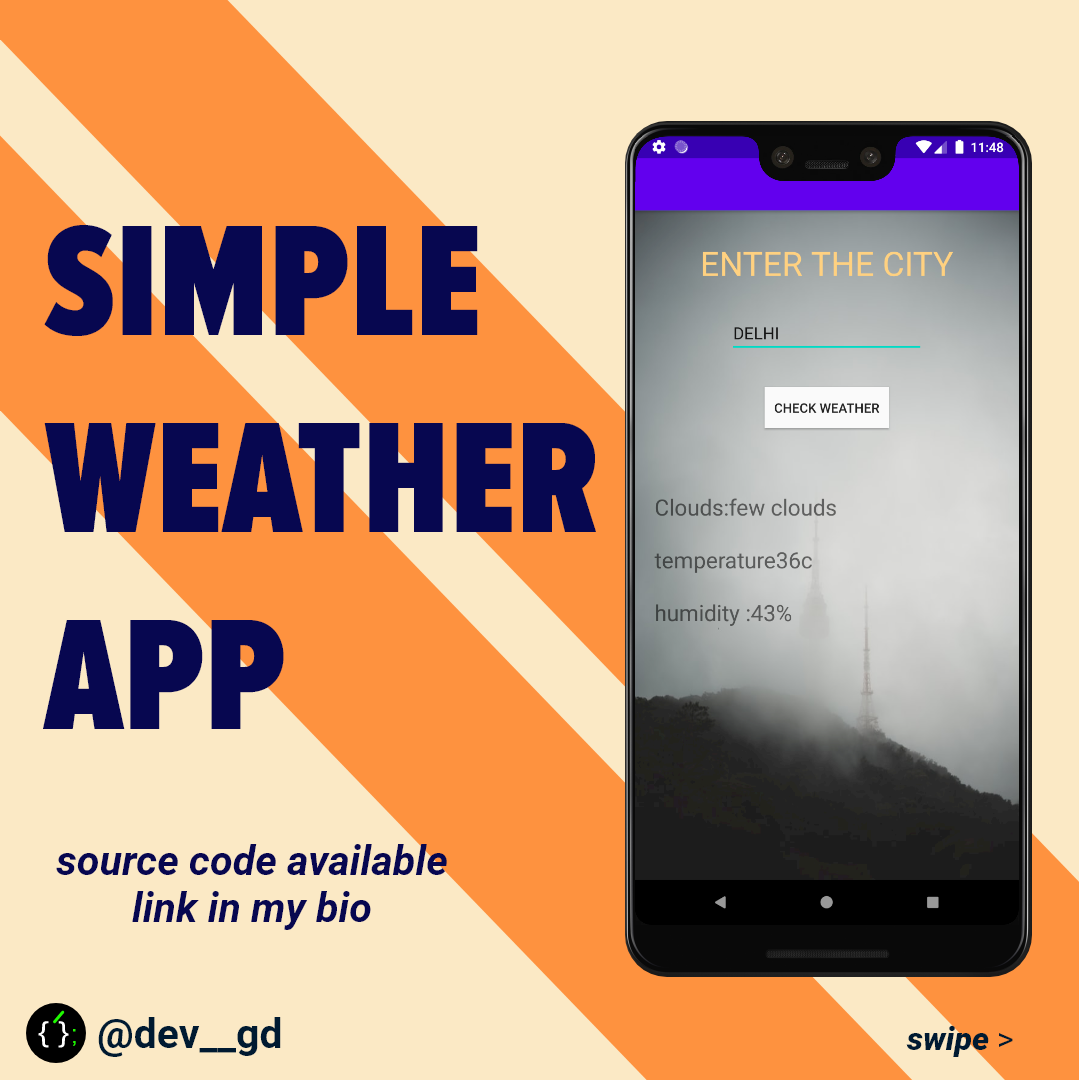 SIMPLE
WEATHER
APP
source code available
link in my bio
{};
@dev__gd
11:48
ENTER THE CITY
DELHI
CHECK WEATHER
Clouds:few clouds
temperature36c
humidity :43%
swipe >